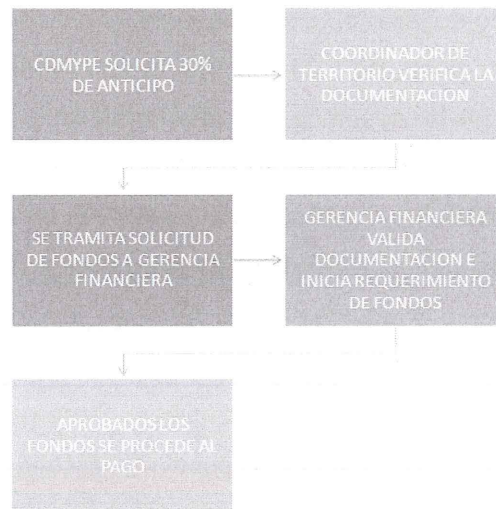 CDMYPE SOLICITA 30%
DE ANTICIPO
COORDINADOR DE
TERRITORIO VERIFICA LA
DOCUMENTACION
SE TRAMITA SOLICITUD
DE FONDOS A GERENCIA
FINANCIERA
GERENCIA FINANCIERA
VALIDA
DOCUMENTACION E
INICIA REQUERIMIENTO
DE FONDOS
APROBADOS LOS
FONDOS SE PROCEDE AL
PAGO